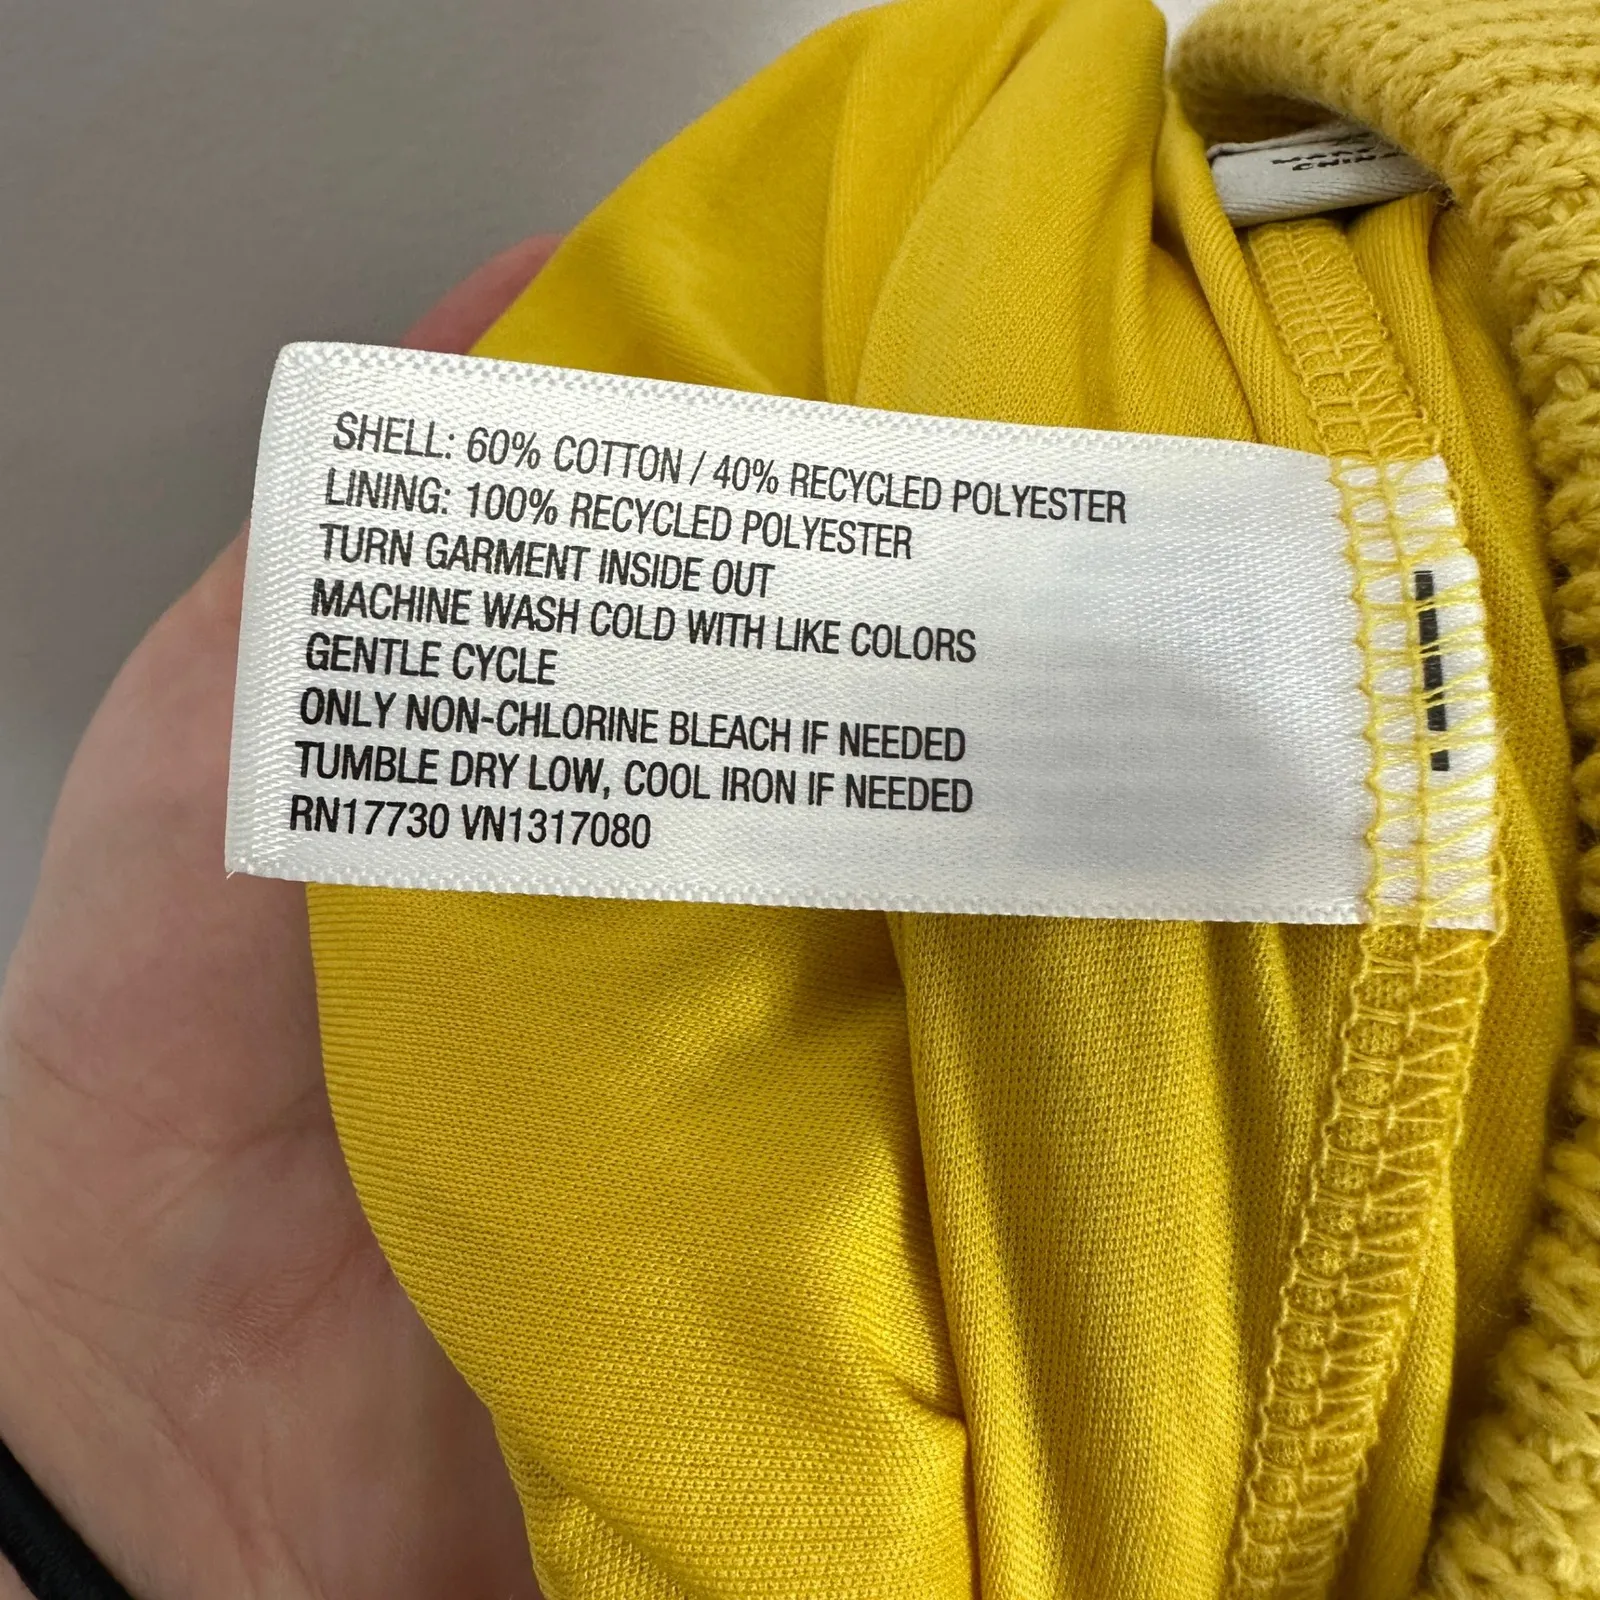 CHINA
SHELL: 60% COTTON / 40% RECYCLED POLYESTER
LINING: 100% RECYCLED POLYESTER
TURN GARMENT INSIDE OUT
MACHINE WASH COLD WITH LIKE COLORS
GENTLE CYCLE
ONLY NON-CHLORINE BLEACH IF NEEDED
TUMBLE DRY LOW, COOL IRON IF NEEDED
RN17730 VN1317080